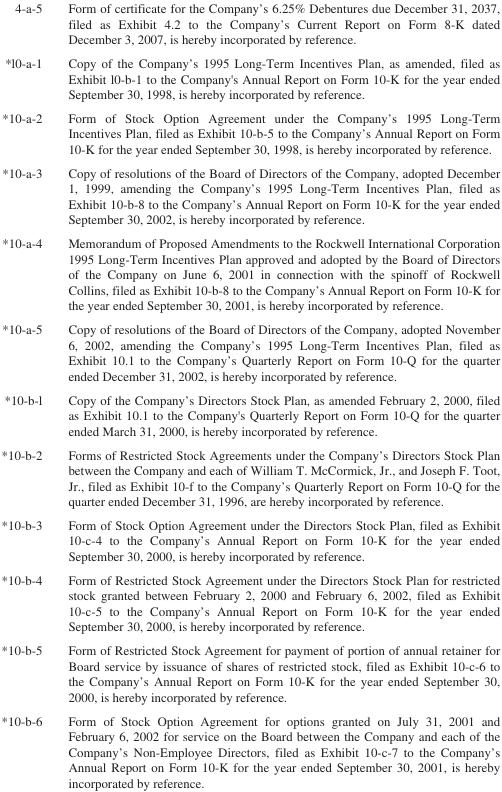 4-a-5 Form of certificate for the Company's 6.25% Debentures due December 31, 2037,
filed as Exhibit 4.2 to the Company's Current Report on Form 8-K dated
December 3, 2007, is hereby incorporated by reference.
*l0-a-1 Copy of the Company's 1995 Long-Term Incentives Plan, as amended, filed as
Exhibit l0-b-1 to the Company's Annual Report on Form 10-K for the year ended
September 30, 1998, is hereby incorporated by reference.
*10-a-2 Form of Stock Option Agreement under the Company's 1995 Long-Term
Incentives Plan, filed as Exhibit 10-b-5 to the Company's Annual Report on Form
10-K for the year ended September 30, 1998, is hereby incorporated by reference.
*10-a-3 Copy of resolutions of the Board of Directors of the Company, adopted December
1, 1999, amending the Company's 1995 Long-Term Incentives Plan, filed as
Exhibit 10-b-8 to the Company's Annual Report on Form 10-K for the year ended
September 30, 2002, is hereby incorporated by reference.
*10-a-4 Memorandum of Proposed Amendments to the Rockwell International Corporation
1995 Long-Term Incentives Plan approved and adopted by the Board of Directors
of the Company on June 6, 2001 in connection with the spinoff of Rockwell
Collins, filed as Exhibit 10-b-8 to the Company's Annual Report on Form 10-K for
the year ended September 30, 2001, is hereby incorporated by reference.
*10-a-5 Copy of resolutions of the Board of Directors of the Company, adopted November
6, 2002, amending the Company's 1995 Long-Term Incentives Plan, filed as
Exhibit 10.1 to the Company's Quarterly Report on Form 10-Q for the quarter
ended December 31, 2002, is hereby incorporated by reference.
*10-b-l Copy of the Company's Directors Stock Plan, as amended February 2, 2000, filed
as Exhibit 10.1 to the Company's Quarterly Report on Form 10-Q for the quarter
ended March 31, 2000, is hereby incorporated by reference.
*10-b-2 Forms of Restricted Stock Agreements under the Company's Directors Stock Plan
between the Company and each of William T. McCormick, Jr., and Joseph F. Toot,
Jr., filed as Exhibit 10-f to the Company's Quarterly Report on Form 10-Q for the
quarter ended December 31, 1996, are hereby incorporated by reference.
*10-b-3 Form of Stock Option Agreement under the Directors Stock Plan, filed as Exhibit
10-c-4 to the Company's Annual Report on Form 10-K for the year ended
September 30, 2000, is hereby incorporated by reference.
*10-b-4 Form of Restricted Stock Agreement under the Directors Stock Plan for restricted
stock granted between February 2, 2000 and February 6, 2002, filed as Exhibit
10-c-5 to the Company's Annual Report on Form 10-K for the year ended
September 30, 2000, is hereby incorporated by reference.
*10-b-5 Form of Restricted Stock Agreement for payment of portion of annual retainer for
Board service by issuance of shares of restricted stock, filed as Exhibit 10-c-6 to
the Company's Annual Report on Form 10-K for the year ended September 30,
2000, is hereby incorporated by reference.
*10-b-6 Form of Stock Option Agreement for options granted on July 31, 2001 and
February 6, 2002 for service on the Board between the Company and each of the
Company's Non-Employee Directors, filed as Exhibit 10-c-7 to the Company's
Annual Report on Form 10-K for the year ended September 30, 2001, is hereby
incorporated by reference.